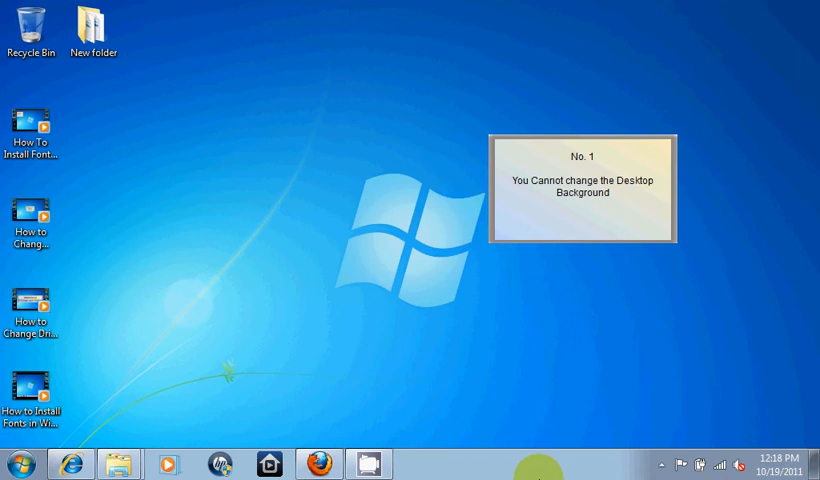 Recycle Bin
New folder
How To
Install Font...
How to
Chang...
How to
Change Dri...
How to Install
Fonts in Wi...
No. 1
You Cannot change the Desktop
Background
12:18 PM
10/19/2011